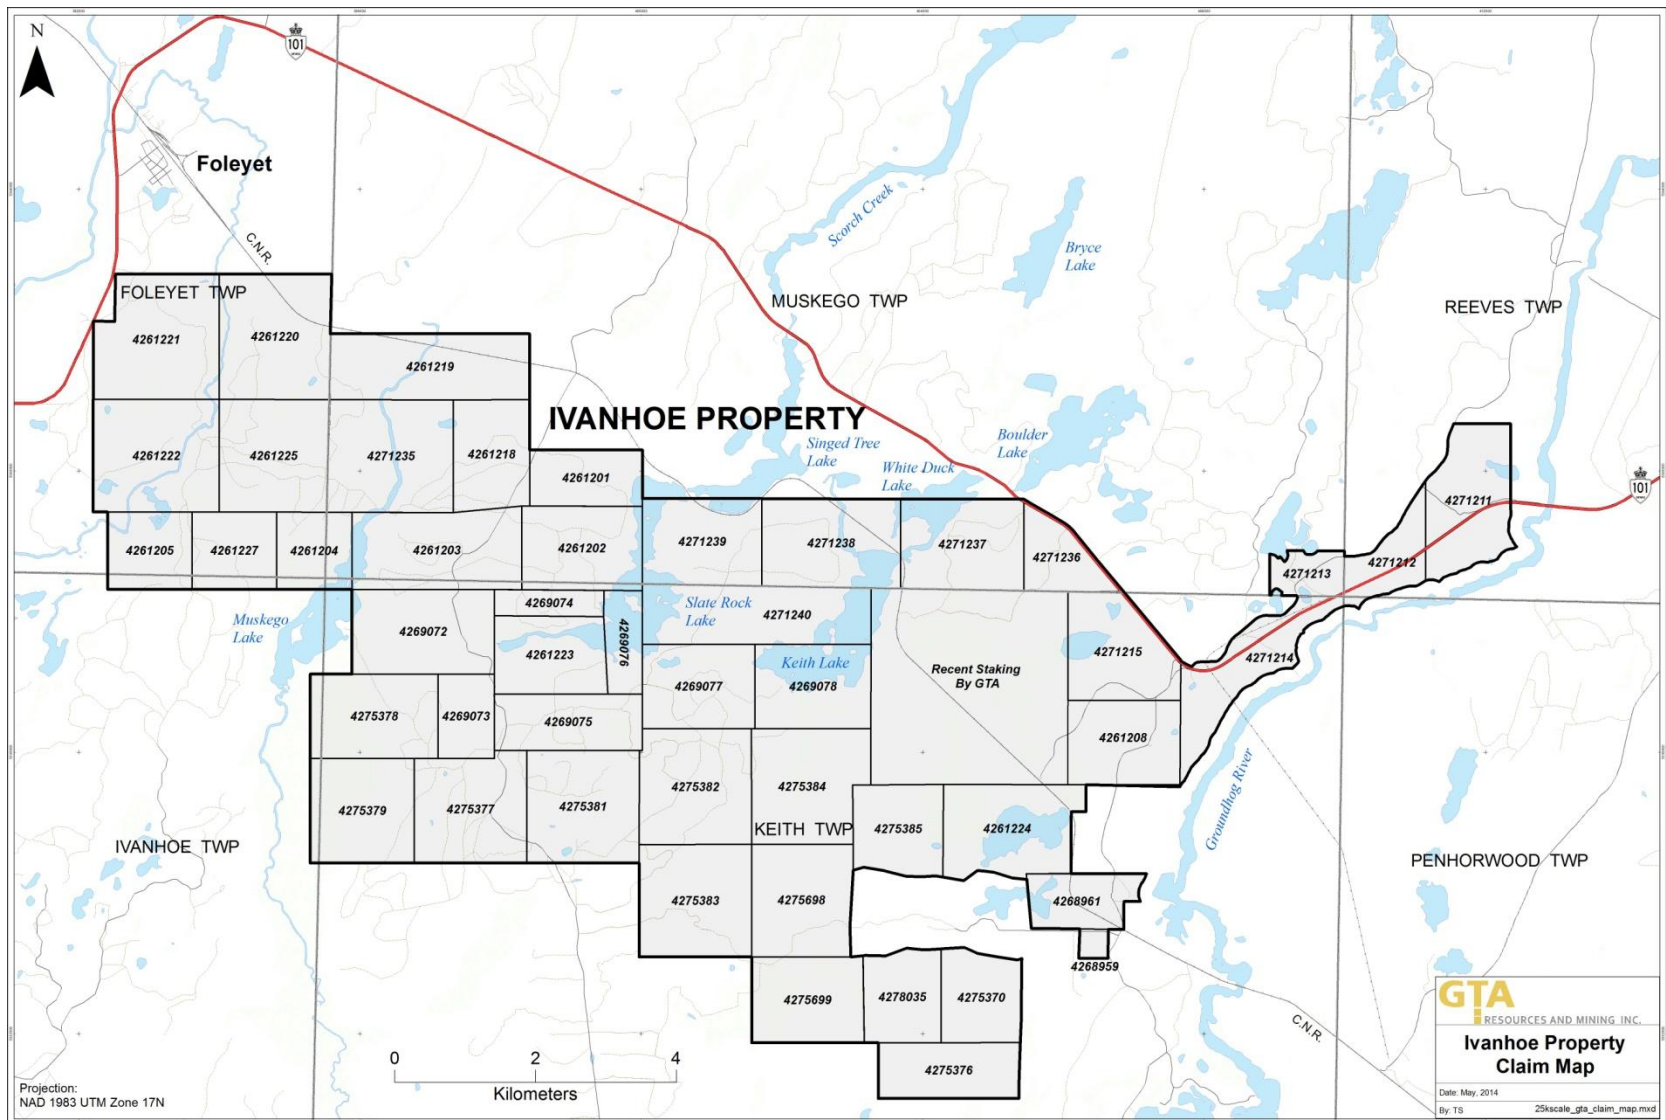 N
101
Foleyet
C.N.R.
Scorch Creek
Bryce
Lake
FOLEYET TWP
MUSKEGO TWP
REEVES TWP
4261221
4261220
4261219
IVANHOE PROPERTY
Singed Tree
Lake
White Duck
Lake
Boulder
Lake
4261222
4261225
4271235
4261218
4261201
4271211
101
4261205
4261227
4261204
4261203
4261202
4271239
4271238
4271237
4271236
4271213
4271212
Muskego
Lake
4269072
4269074
4261223
4269076
Slate Rock
Lake
4271240
Keith Lake
4269077
4269078
Recent Staking
By GTA
4271215
4271214
4275378
4269073
4269075
4261208
4275379
4275377
4275381
4275382
4275384
Groundhog River
IVANHOE TWP
KEITH TWP
4275385
4261224
PENHORWOOD TWP
4275383
4275698
4268961
4268959
4275699
4278035
4275370
4275376
C.N.R.
0 2 4
Kilometers
Projection:
NAD 1983 UTM Zone 17N
GTA
RESOURCES AND MINING INC.
Ivanhoe Property
Claim Map
Date: May, 2014
By: TS 25kscale_gta_claim_map.mxd